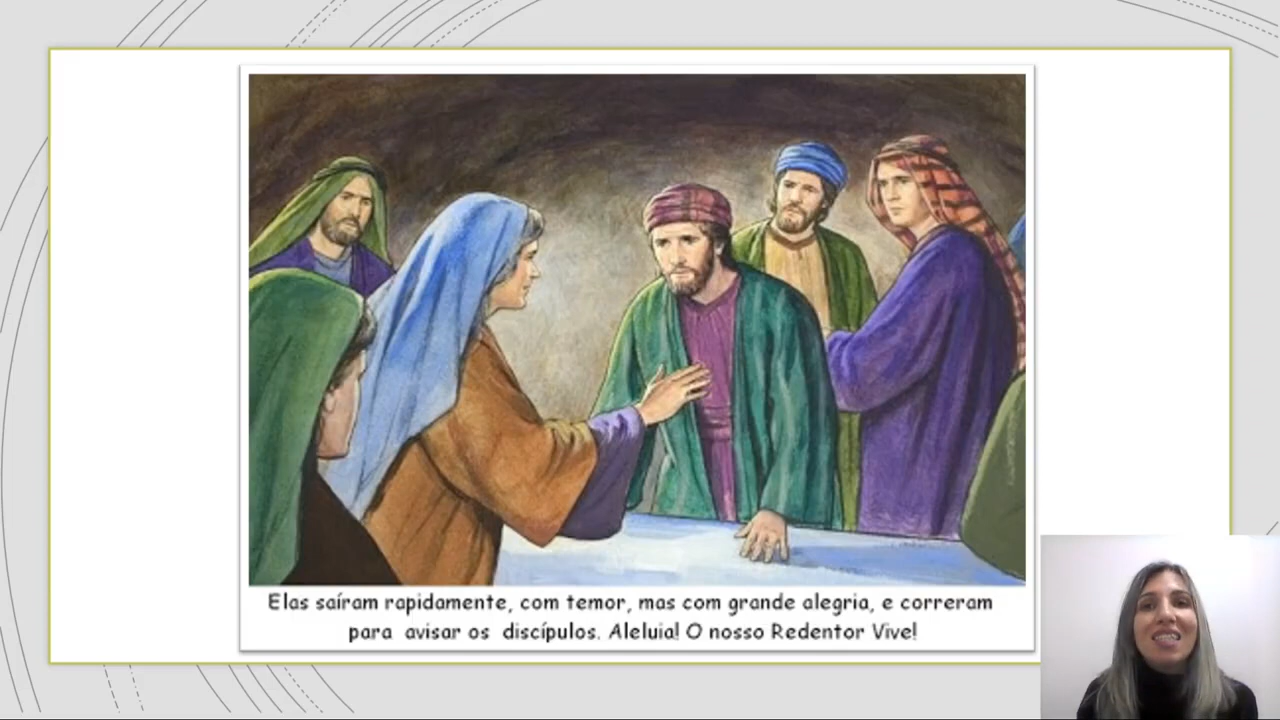 Elas saíram rapidamente, com temor, mas com grande alegria, e correram
para avisar os discípulos. Aleluia! O nosso Redentor Vive!